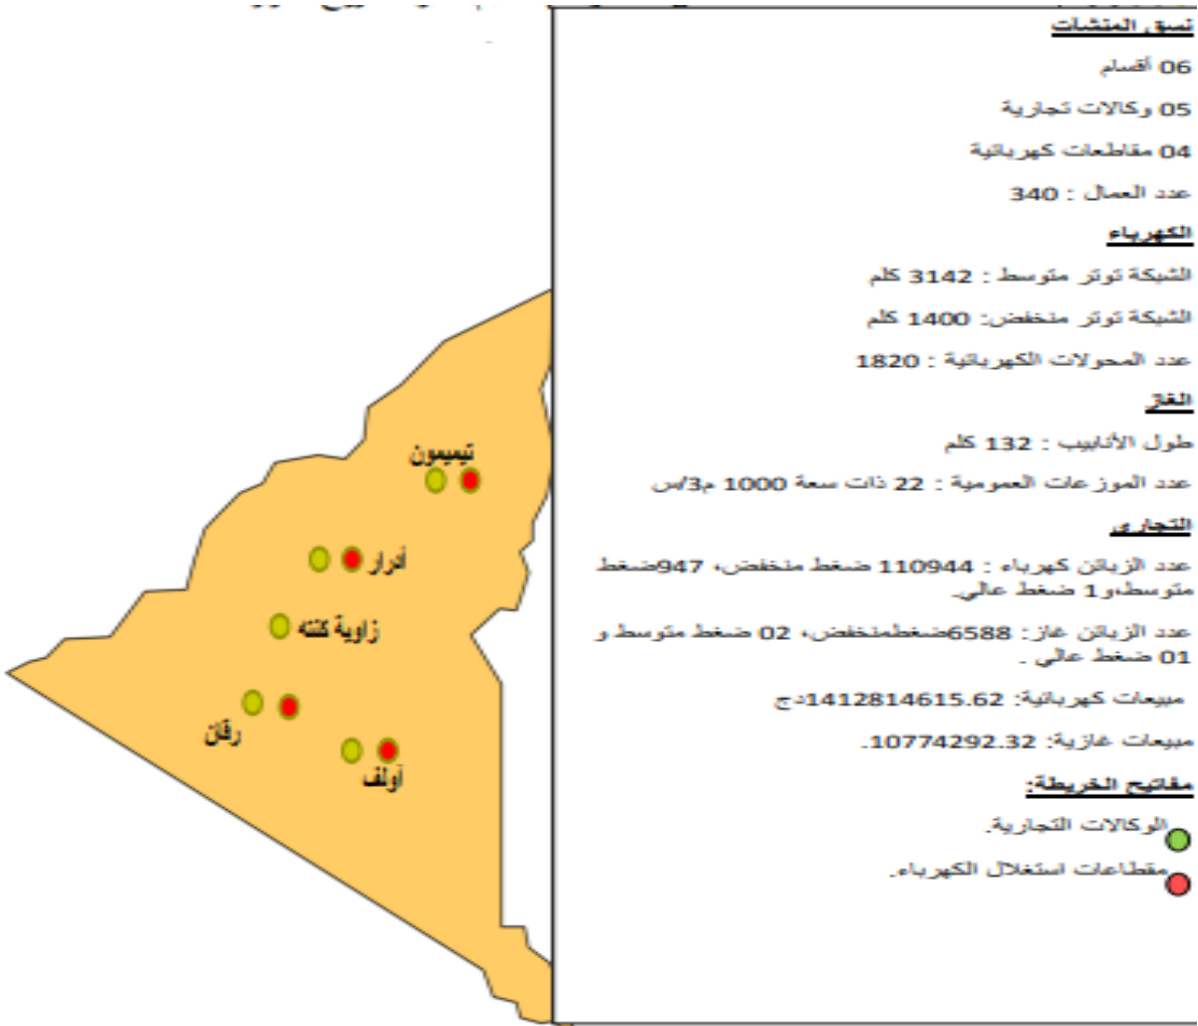 نسق المنشات
06 أقسام
05 وكالات تجارية
04 مقاطعات كهربائية
عدد العمال : 340
الكهرباء
الشبكة توتر متوسط : 3142 كلم
الشبكة توتر منخفض: 1400 كلم
عدد المحولات الكهربائية : 1820
الغاز
طول الأنابيب : 132 كلم
عدد الموزعات العمومية : 22 ذات سعة 1000 م3/س
التجاري
عدد الزبائن كهرباء : 110944 ضغط منخفض، 947ضغط
متوسط،و1 ضغط عالي.
عدد الزبائن غاز: 6588ضغطمنخفض، 02 ضغط متوسط و
01 ضغط عالي .
مبيعات كهربائية: 1412814615.62دج
مبيعات غازية: 10774292.32.
مفاتيح الخريطة:
الوكالات التجارية.
مقطاعات استغلال الكهرباء.
تيميمون
أدرار
زاوية كنته
رقان
أولف